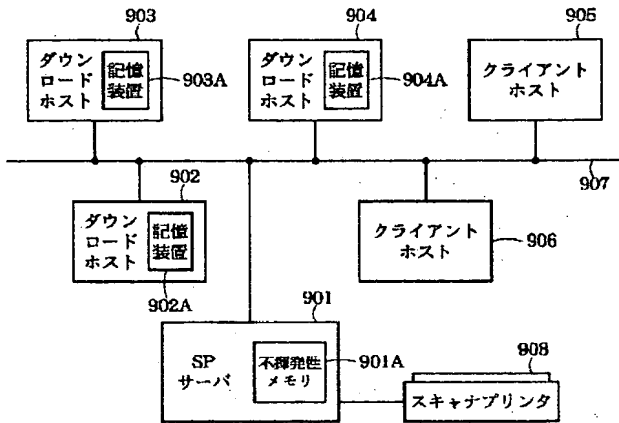 903
ダウン
ロード
ホスト
記憶
装置
903A
904
ダウン
ロード
ホスト
記憶
装置
904A
905
クライアント
ホスト
907
902
ダウン
ロード
ホスト
記憶
装置
902A
クライアント
ホスト
906
901
SP
サーバ
不揮発性
メモリ
901A
908
スキャナプリンタ